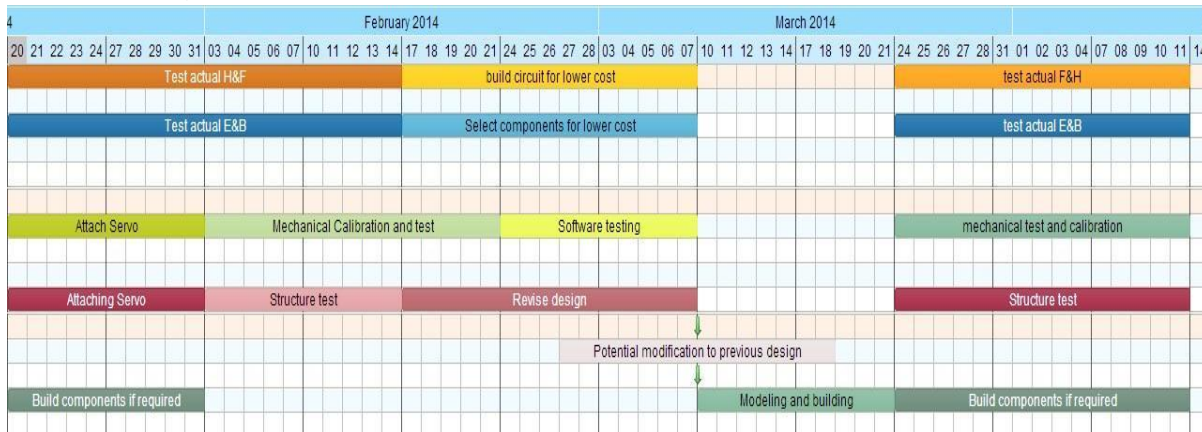 4 February 2014 March 2014
20 21 22 23 24 27 28 29 30 31 03 04 05 06 07 10 11 12 13 14 17 18 19 20 21 24 25 26 27 28 03 04 05 06 07 10 11 12 13 14 17 18 19 20 21 24 25 26 27 28 31 01 02 03 04 07 08 09 10 11 14
Test actual H&F build circuit for lower cost test actual F&H
Test actual E&B Select components for lower cost test actual E&B
Attach Servo Mechanical Calibration and test Software testing mechanical test and calibration
Attaching Servo Structure test Revise design Structure test
Potential modification to previous design
Build components if required Modeling and building Build components if required